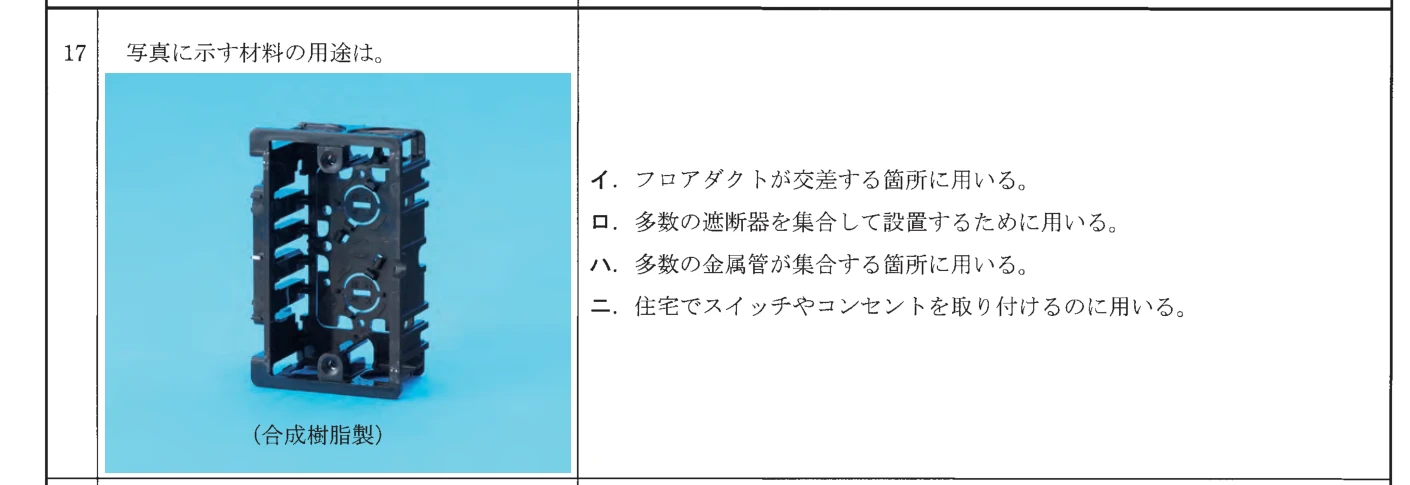 17 写真に示す材料の用途は。
イ．フロアダクトが交差する箇所に用いる。
ロ．多数の遮断器を集合して設置するために用いる。
ハ．多数の金属管が集合する箇所に用いる。
ニ．住宅でスイッチやコンセントを取り付けるのに用いる。
（合成樹脂製）